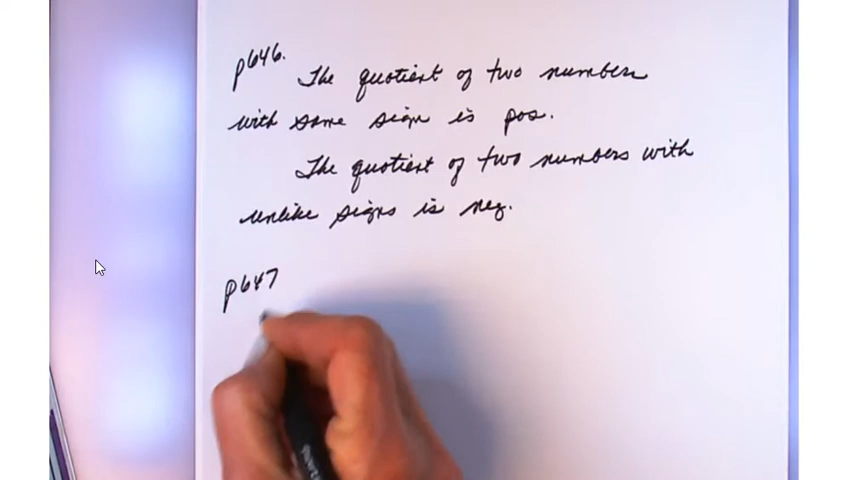 p646. The quotient of two numbers
with same sign is pos.
The quotient of two numbers with
unlike signs is neg.
p647